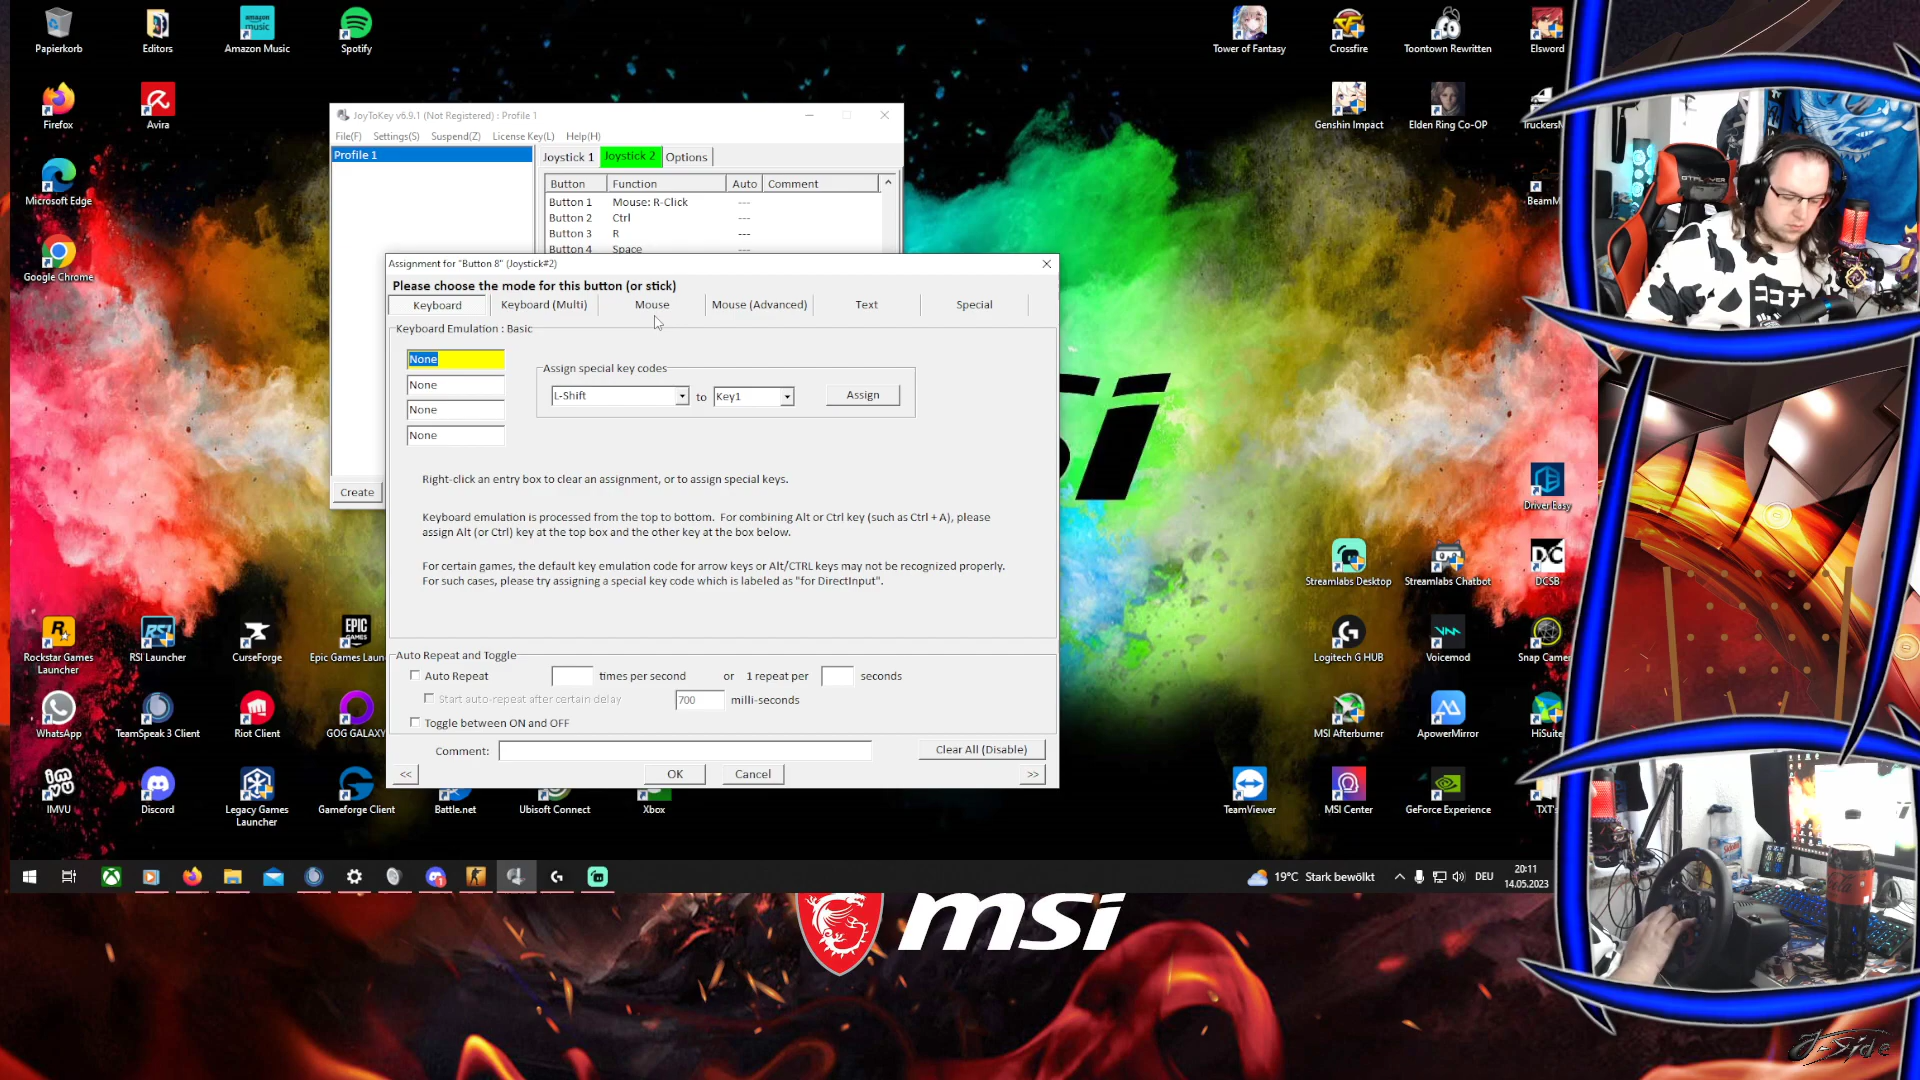 Papierkorb
Editors
Amazon Music
Spotify
Tower of Fantasy
Crossfire
Toontown Rewritten
Elsword
Firefox
Avira
Genshin Impact
Elden Ring Co-OP
Microsoft Edge
Google Chrome
JoyToKey v6.9.1 (Not Registered) : Profile 1
File(F) Settings(S) Suspend(Z) License Key(L) Help(H)
Profile 1
Joystick 1 Joystick 2 Options
Button Function Auto Comment
Button 1 Mouse: R-Click ---
Button 2 Ctrl ---
Button 3 R ---
Button 4 Space ---
Create
Assignment for "Button 8" (Joystick#2)
Please choose the mode for this button (or stick)
Keyboard Keyboard (Multi) Mouse Mouse (Advanced) Text Special
Keyboard Emulation : Basic
None
None
None
None
Assign special key codes
L-Shift to Key1 Assign
Right-click an entry box to clear an assignment, or to assign special keys.
Keyboard emulation is processed from the top to bottom. For combining Alt or Ctrl key (such as Ctrl + A), please
assign Alt (or Ctrl) key at the top box and the other key at the box below.
For certain games, the default key emulation code for arrow keys or Alt/CTRL keys may not be recognized properly.
For such cases, please try assigning a special key code which is labeled as "for DirectInput".
Auto Repeat and Toggle
Auto Repeat times per second or 1 repeat per seconds
Start auto-repeat after certain delay 700 milli-seconds
Toggle between ON and OFF
Comment:
Clear All (Disable)
<< OK Cancel >>
Driver Easy
Streamlabs Desktop
Streamlabs Chatbot
DCSB
Rockstar Games
Launcher
RSI Launcher
CurseForge
Logitech G HUB
Voicemod
WhatsApp
TeamSpeak 3 Client
Riot Client
GOG GALAXY
MSI Afterburner
ApowerMirror
HiSuite
IMVU
Discord
Legacy Games
Launcher
Gameforge Client
Battle.net
Ubisoft Connect
Xbox
TeamViewer
MSI Center
GeForce Experience
19°C Stark bewölkt
DEU
20:11
14.05.2023
msi
ココナ